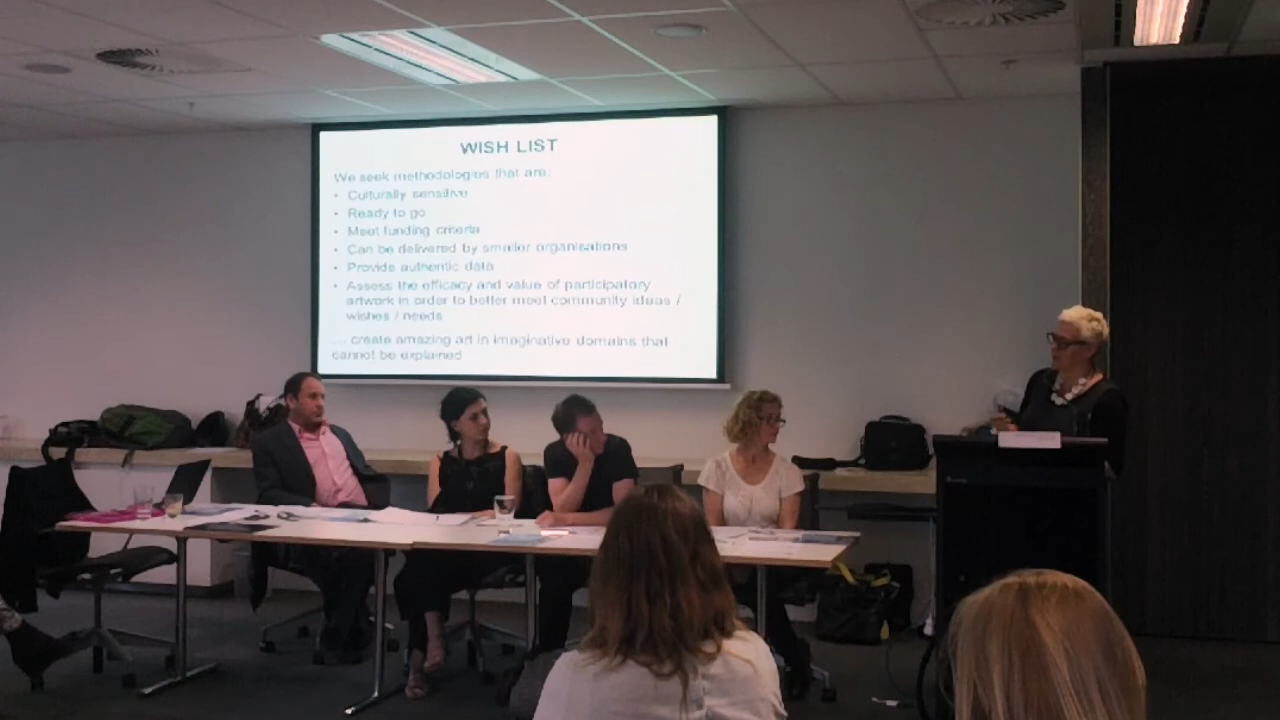 WISH LIST
We seek methodologies that are:
• Culturally sensitive
• Ready to go
• Meet funding criteria
• Can be delivered by smaller organisations
• Provide authentic data
• Assess the efficacy and value of participatory
artwork in order to better meet community ideas /
wishes / needs
... create amazing art in imaginative domains that
cannot be explained